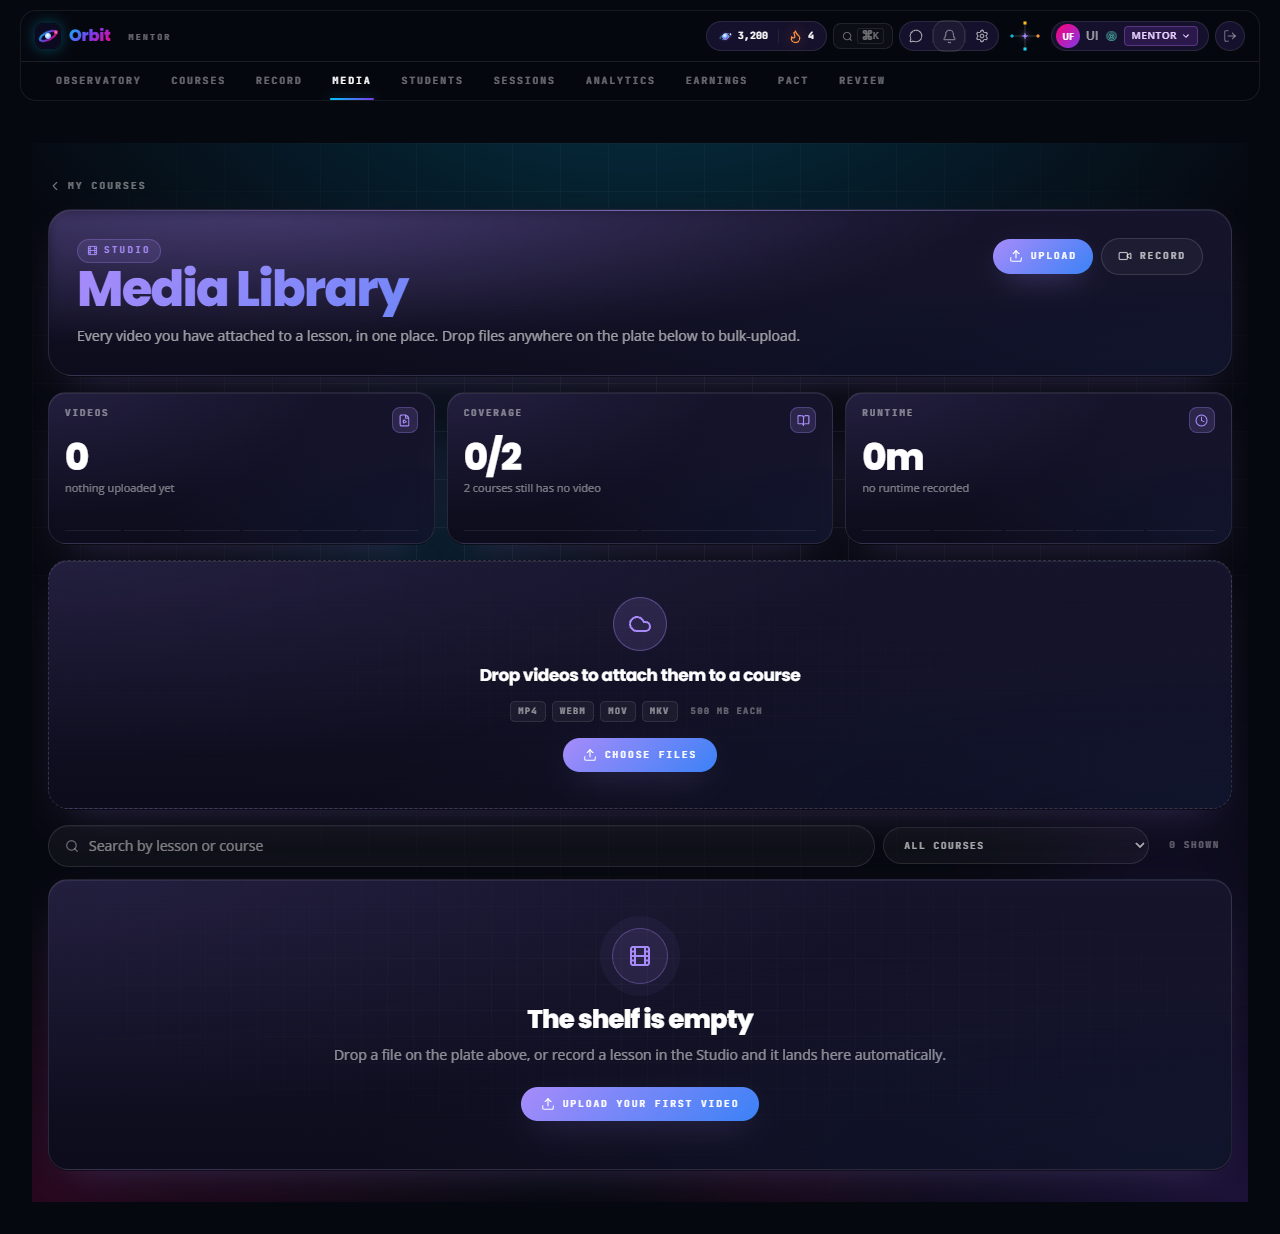 Orbit MENTOR 3,200 4 ⌘K UF UI MENTOR
OBSERVATORY COURSES RECORD MEDIA STUDENTS SESSIONS ANALYTICS EARNINGS PACT REVIEW
MY COURSES
STUDIO
Media Library
UPLOAD RECORD
Every video you have attached to a lesson, in one place. Drop files anywhere on the plate below to bulk-upload.
VIDEOS
0
nothing uploaded yet
COVERAGE
0/2
2 courses still has no video
RUNTIME
0m
no runtime recorded
Drop videos to attach them to a course
MP4 WEBM MOV MKV 500 MB EACH
CHOOSE FILES
Search by lesson or course ALL COURSES 0 SHOWN
The shelf is empty
Drop a file on the plate above, or record a lesson in the Studio and it lands here automatically.
UPLOAD YOUR FIRST VIDEO